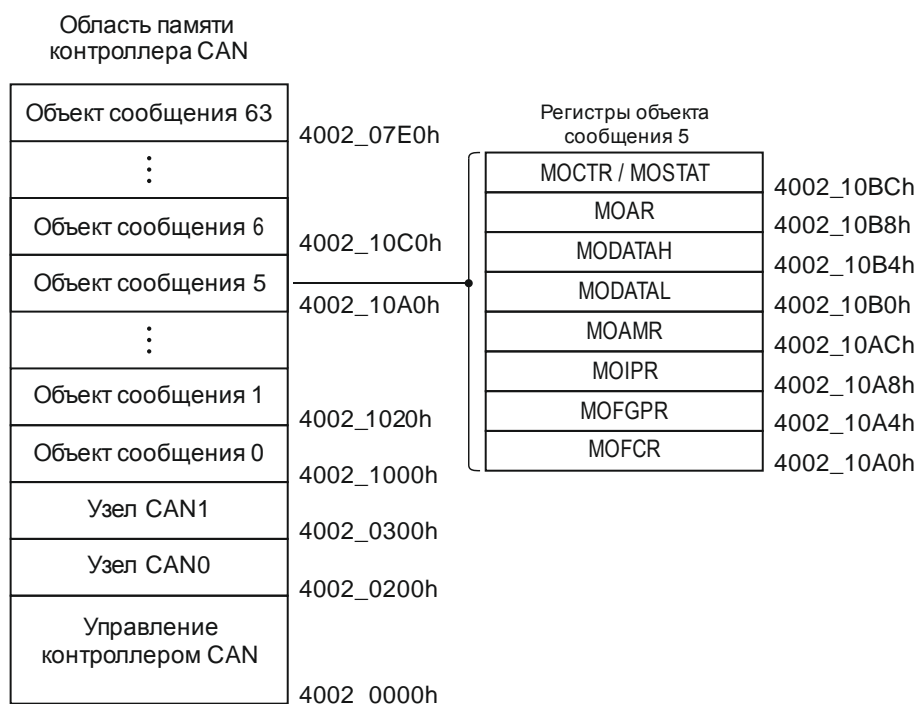 Область памяти
контроллера CAN
Объект сообщения 63
4002_07E0h
Объект сообщения 6
4002_10C0h
Объект сообщения 5
4002_10A0h
Объект сообщения 1
4002_1020h
Объект сообщения 0
4002_1000h
Узел CAN1
4002_0300h
Узел CAN0
4002_0200h
Управление
контроллером CAN
4002_0000h
Регистры объекта
сообщения 5
MOCTR / MOSTAT
4002_10BCh
MOAR
4002_10B8h
MODATAH
4002_10B4h
MODATAL
4002_10B0h
MOAMR
4002_10ACh
MOIPR
4002_10A8h
MOFGPR
4002_10A4h
MOFCR
4002_10A0h